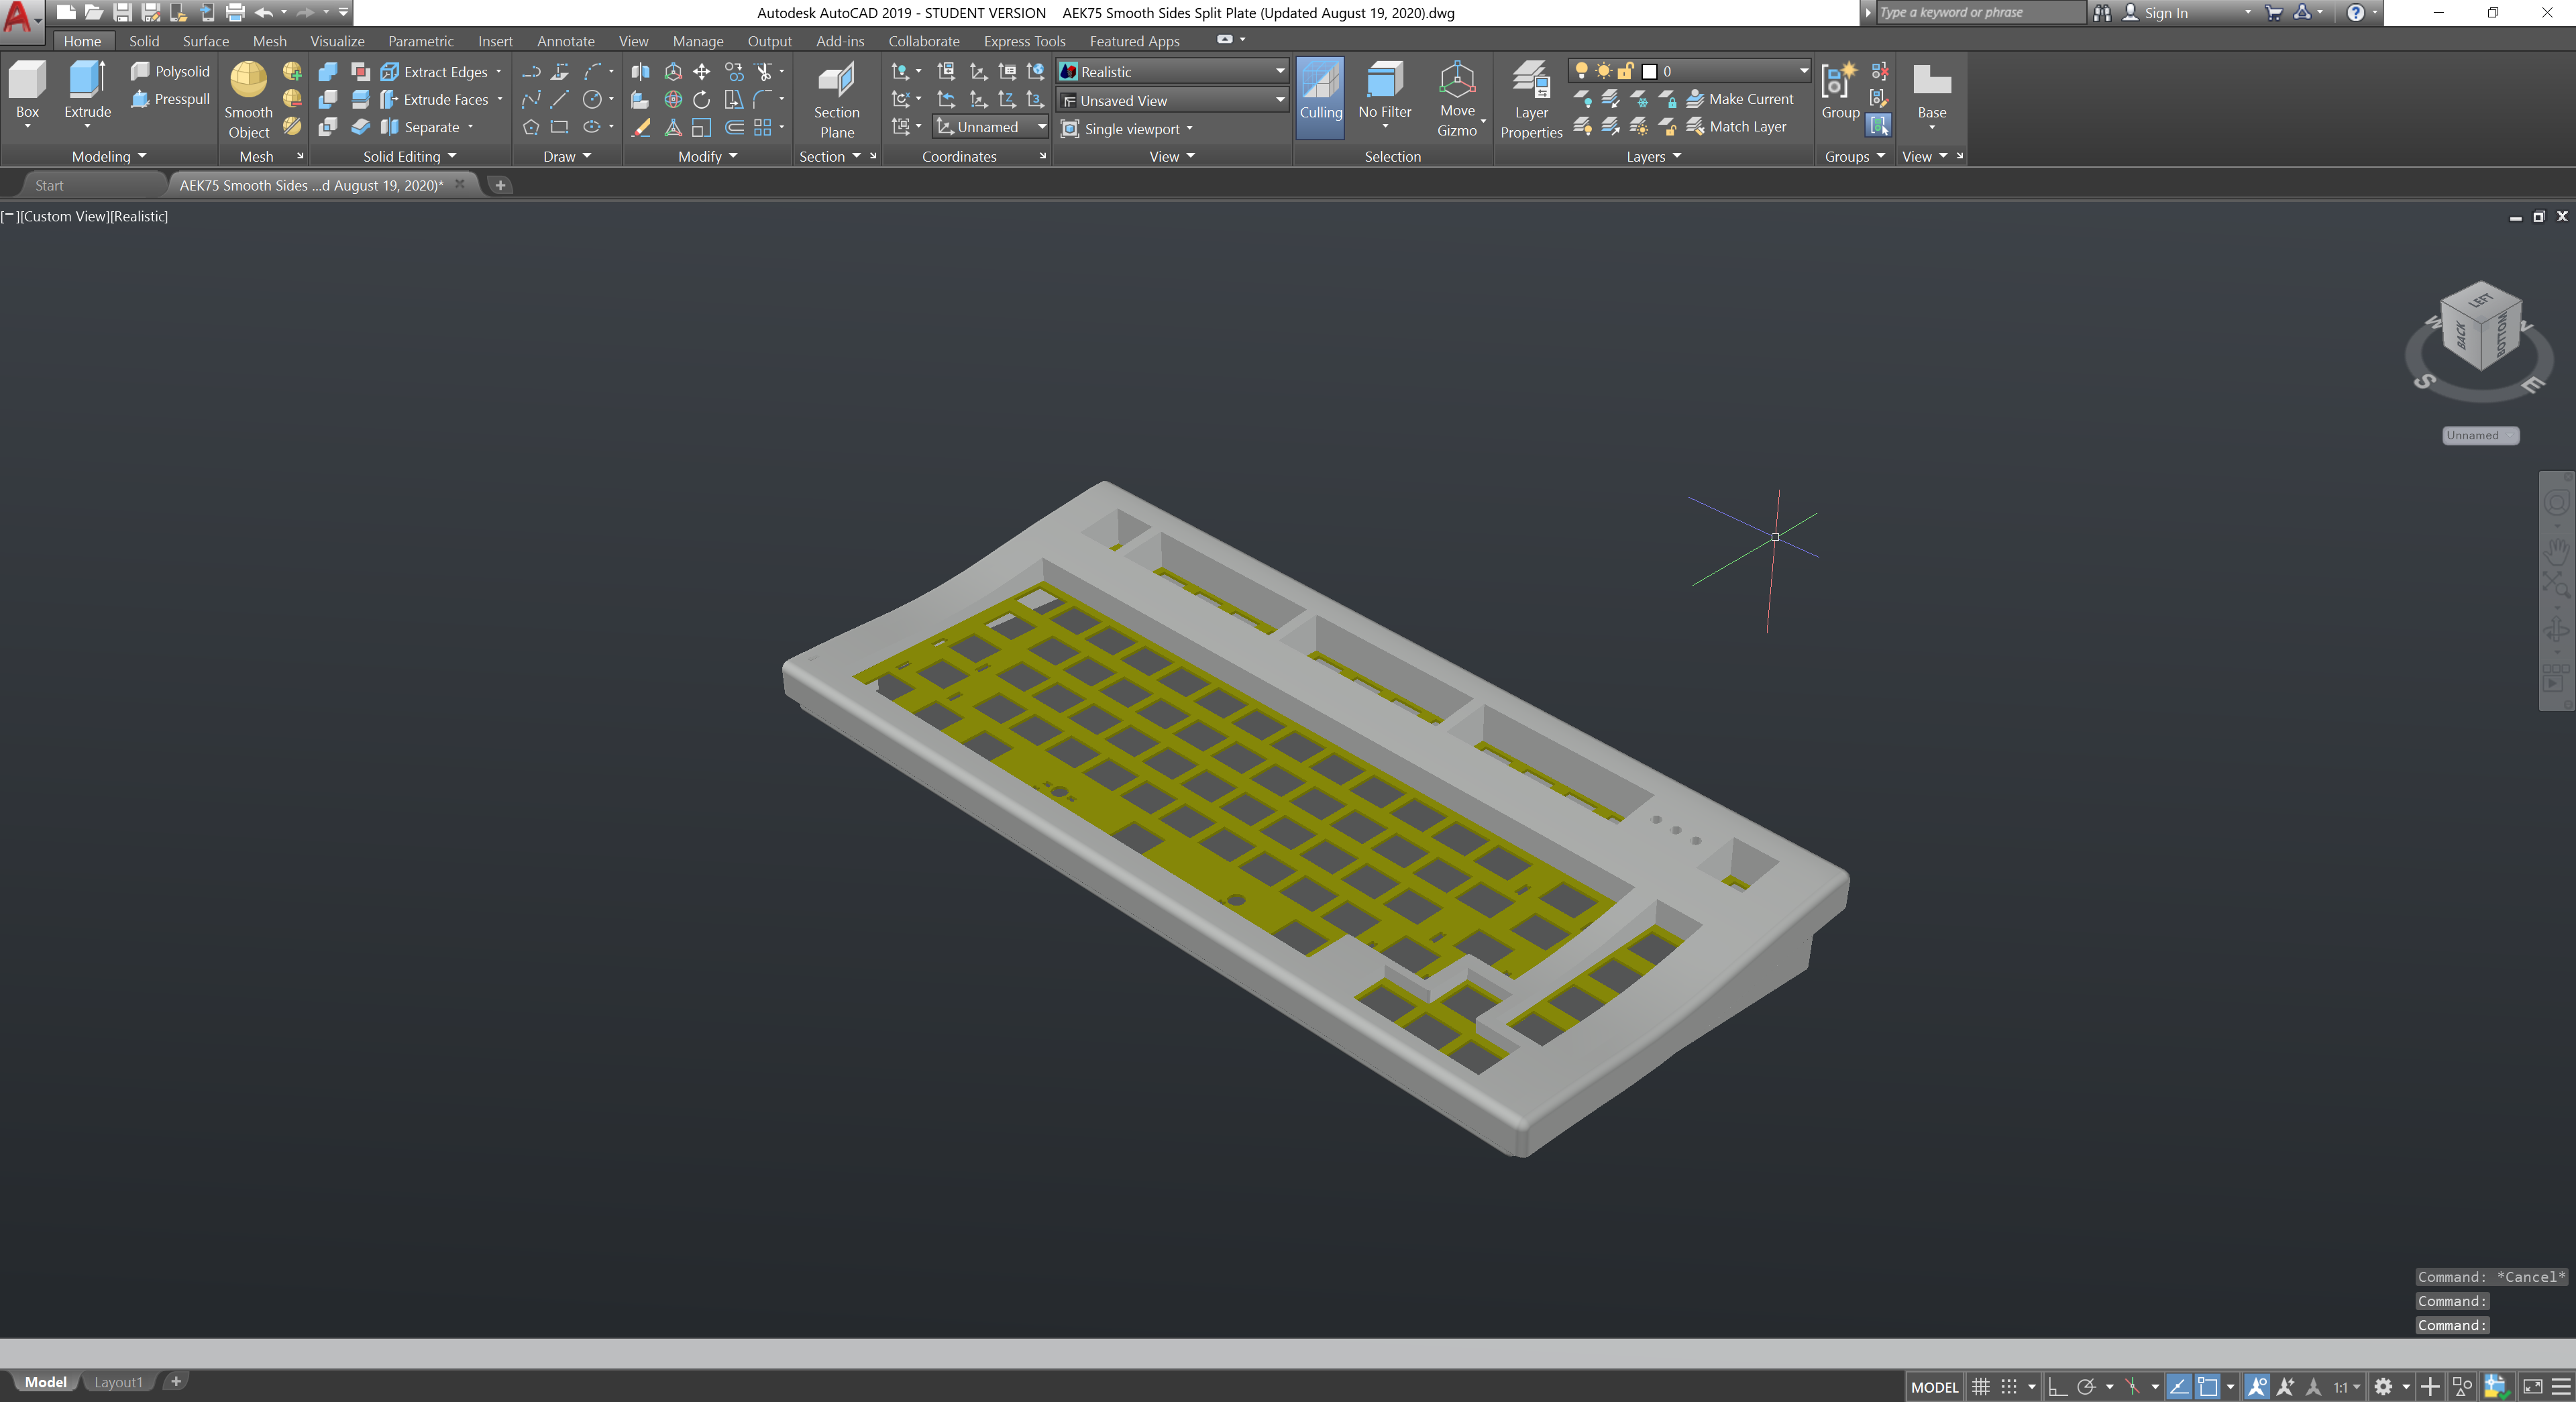 Autodesk AutoCAD 2019 - STUDENT VERSION AEK75 Smooth Sides Split Plate (Updated August 19, 2020).dwg
Type a keyword or phrase
Sign In
Home Solid Surface Mesh Visualize Parametric Insert Annotate View Manage Output Add-ins Collaborate Express Tools Featured Apps
Box
Extrude
Polysolid
Presspull
Modeling
Smooth
Object
Mesh
Extract Edges
Extrude Faces
Separate
Solid Editing
Draw
Modify
Section
Plane
Section
Unnamed
Coordinates
Realistic
Unsaved View
Single viewport
View
Culling
No Filter
Move
Gizmo
Selection
Layer
Properties
0
Make Current
Match Layer
Layers
Group
Groups
Base
View
Start
AEK75 Smooth Sides ...d August 19, 2020)*
[−][Custom View][Realistic]
LEFT
BACK
BOTTOM
W
N
S
E
Unnamed
Command: *Cancel*
Command:
Command:
Model
Layout1
MODEL
1:1